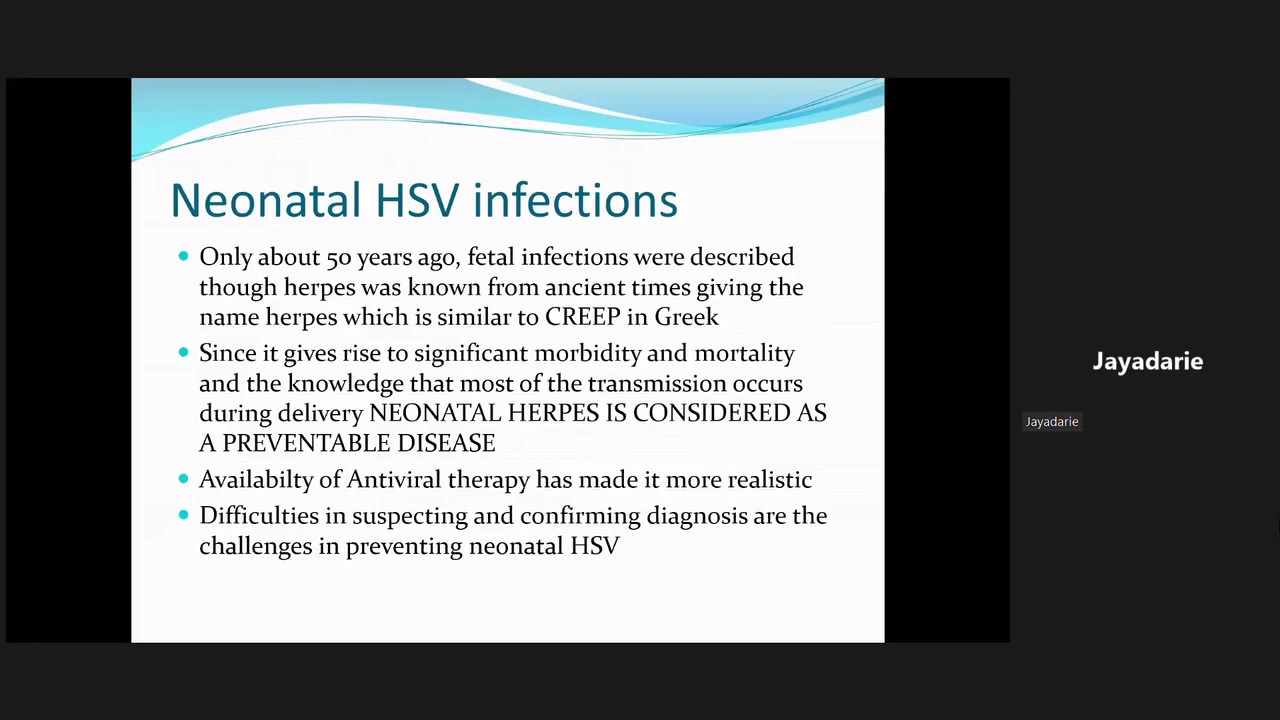 Neonatal HSV infections
Only about 50 years ago, fetal infections were described
though herpes was known from ancient times giving the
name herpes which is similar to CREEP in Greek
Since it gives rise to significant morbidity and mortality
and the knowledge that most of the transmission occurs
during delivery NEONATAL HERPES IS CONSIDERED AS
A PREVENTABLE DISEASE
Availabilty of Antiviral therapy has made it more realistic
Difficulties in suspecting and confirming diagnosis are the
challenges in preventing neonatal HSV
Jayadarie
Jayadarie